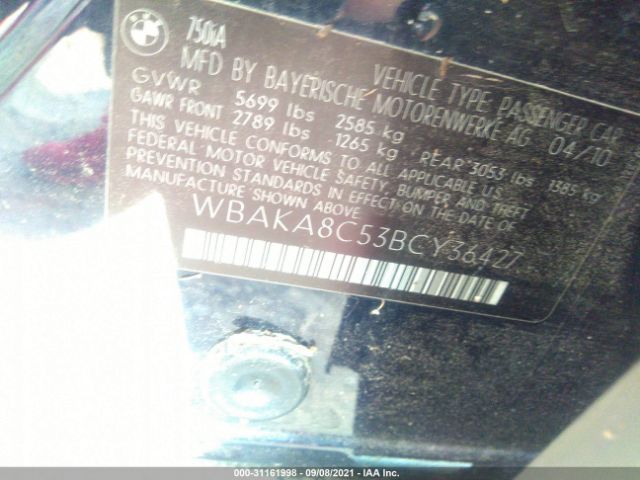 BMW
750iA
VEHICLE TYPE PASSENGER CAR
MFD BY BAYERISCHE MOTORENWERKE AG 04/10
GVWR 5699 lbs 2585 kg
GAWR FRONT 2789 lbs 1265 kg REAR 3053 lbs 1385 kg
THIS VEHICLE CONFORMS TO ALL APPLICABLE U.S.
FEDERAL MOTOR VEHICLE SAFETY, BUMPER AND THEFT
PREVENTION STANDARDS IN EFFECT ON THE DATE OF
MANUFACTURE SHOWN ABOVE
WBAKA8C53BCY36427
000-31161998 - 09/08/2021 - IAA Inc.